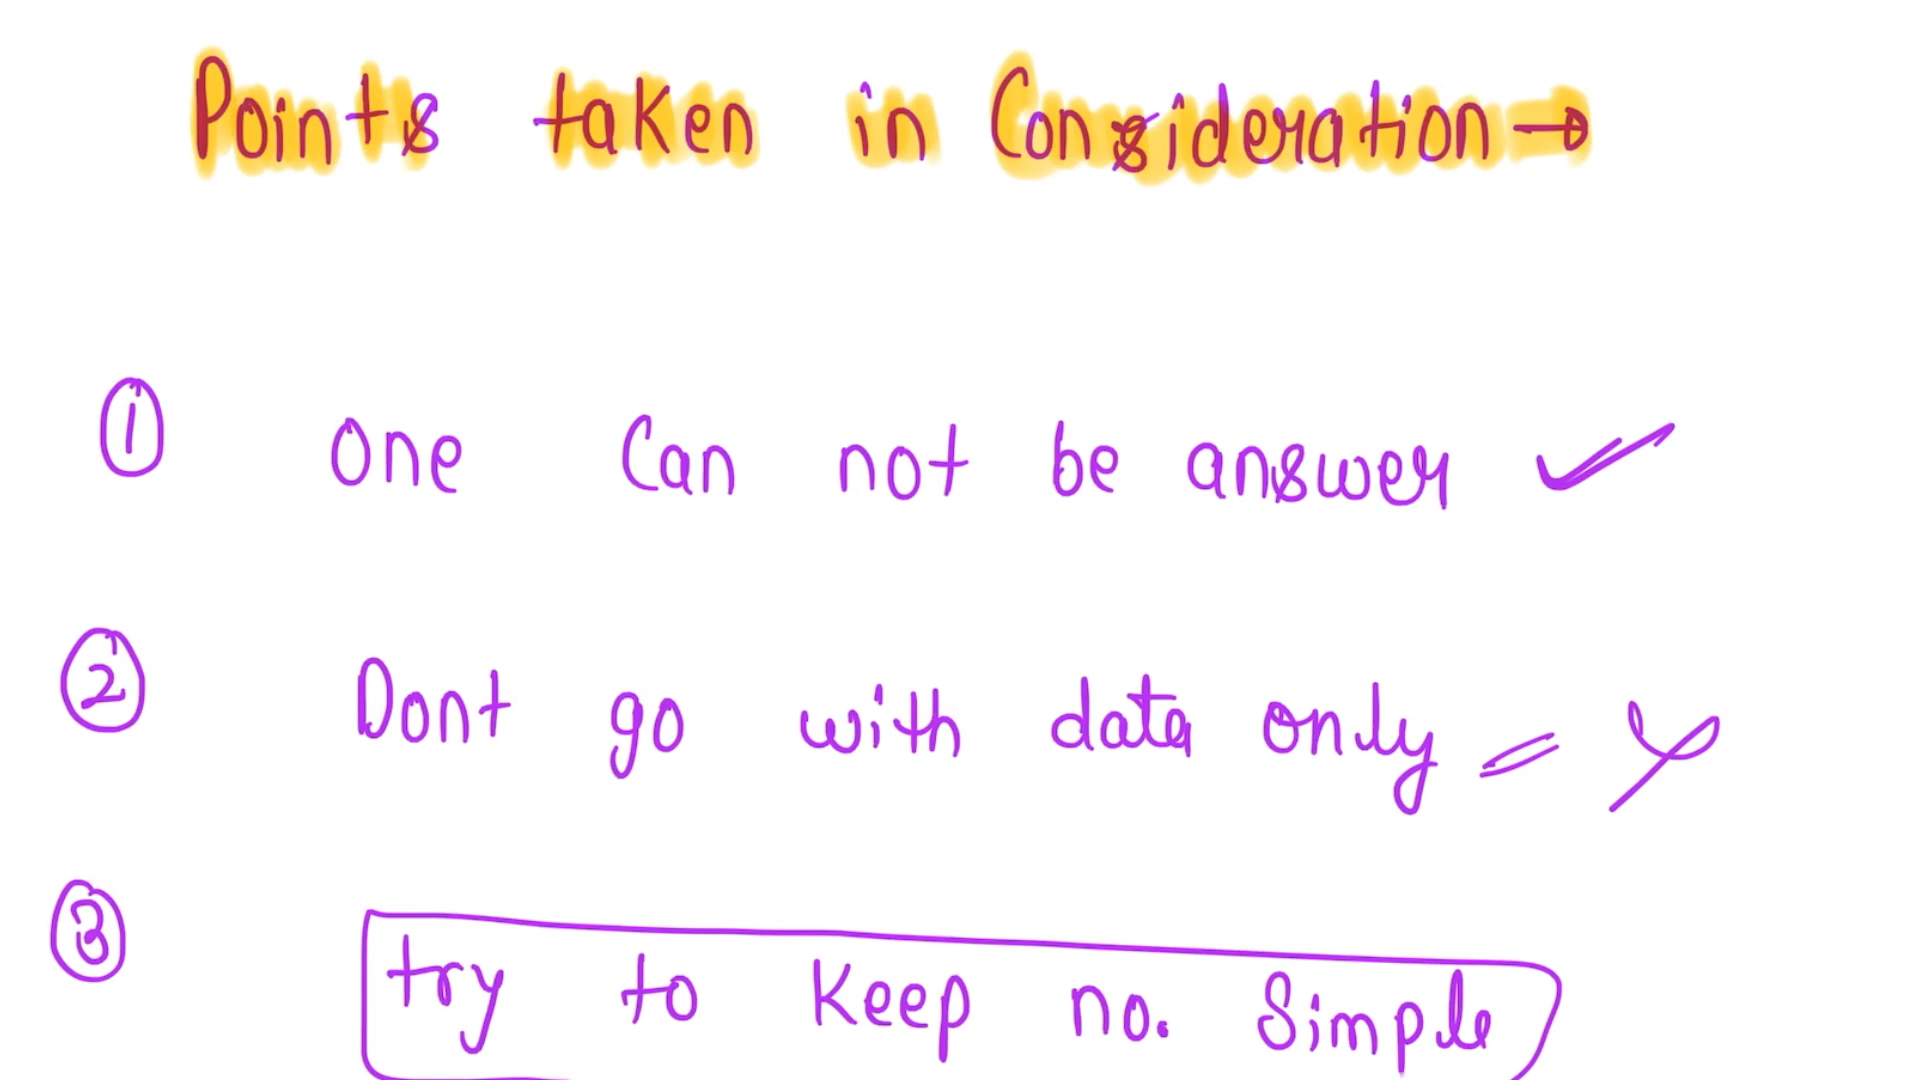 Points taken in Consideration →
① One Can not be answer ✓
② Dont go with data only = ✗
③ try to keep no. Simple